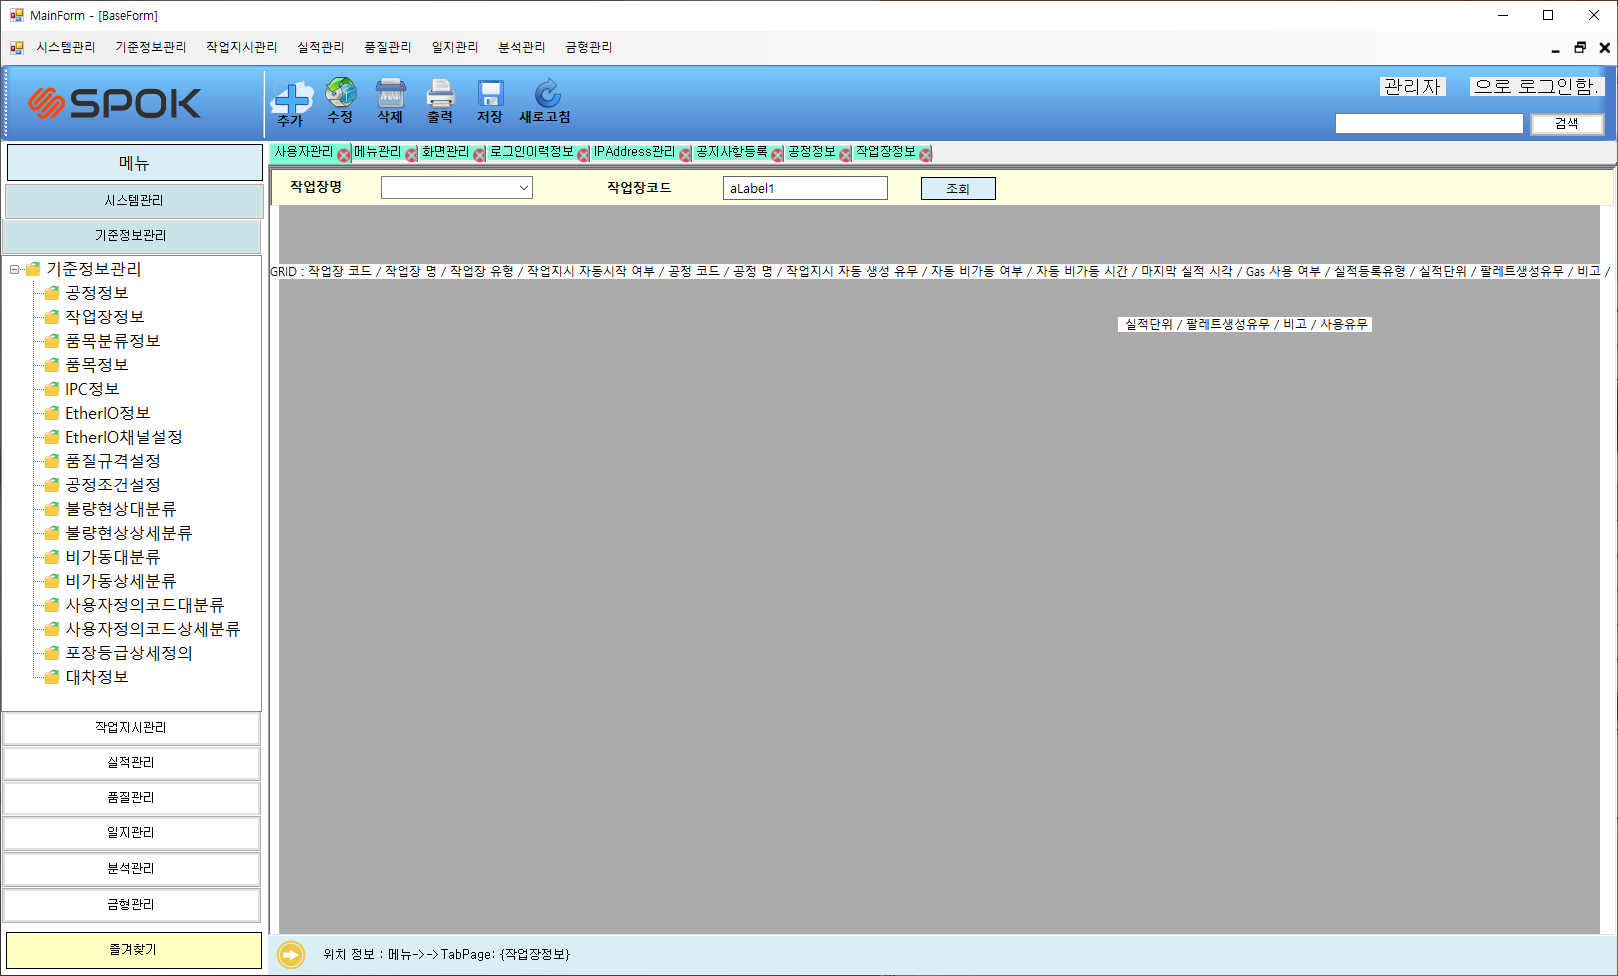 MainForm - [BaseForm]
시스템관리 기준정보관리 작업지시관리 실적관리 품질관리 일지관리 분석관리 금형관리
SPOK
추가 수정 삭제 출력 저장 새로고침
관리자 으로 로그인함.
검색
메뉴
사용자관리 메뉴관리 화면관리 로그인이력정보 IPAddress관리 공지사항등록 공정정보 작업장정보
작업장명 작업장코드 aLabel1 조회
시스템관리
기준정보관리
기준정보관리
공정정보
작업장정보
품목분류정보
품목정보
IPC정보
EtherIO정보
EtherIO채널설정
품질규격설정
공정조건설정
불량현상대분류
불량현상상세분류
비가동대분류
비가동상세분류
사용자정의코드대분류
사용자정의코드상세분류
포장등급상세정의
대차정보
작업지시관리
실적관리
품질관리
일지관리
분석관리
금형관리
즐겨찾기
GRID : 작업장 코드 / 작업장 명 / 작업장 유형 / 작업지시 자동시작 여부 / 공정 코드 / 공정 명 / 작업지시 자동 생성 유무 / 자동 비가동 여부 / 자동 비가동 시간 / 마지막 실적 시각 / Gas 사용 여부 / 실적등록유형 / 실적단위 / 팔레트생성유무 / 비고 /
실적단위 / 팔레트생성유무 / 비고 / 사용유무
위치 정보 : 메뉴->->TabPage: {작업장정보}